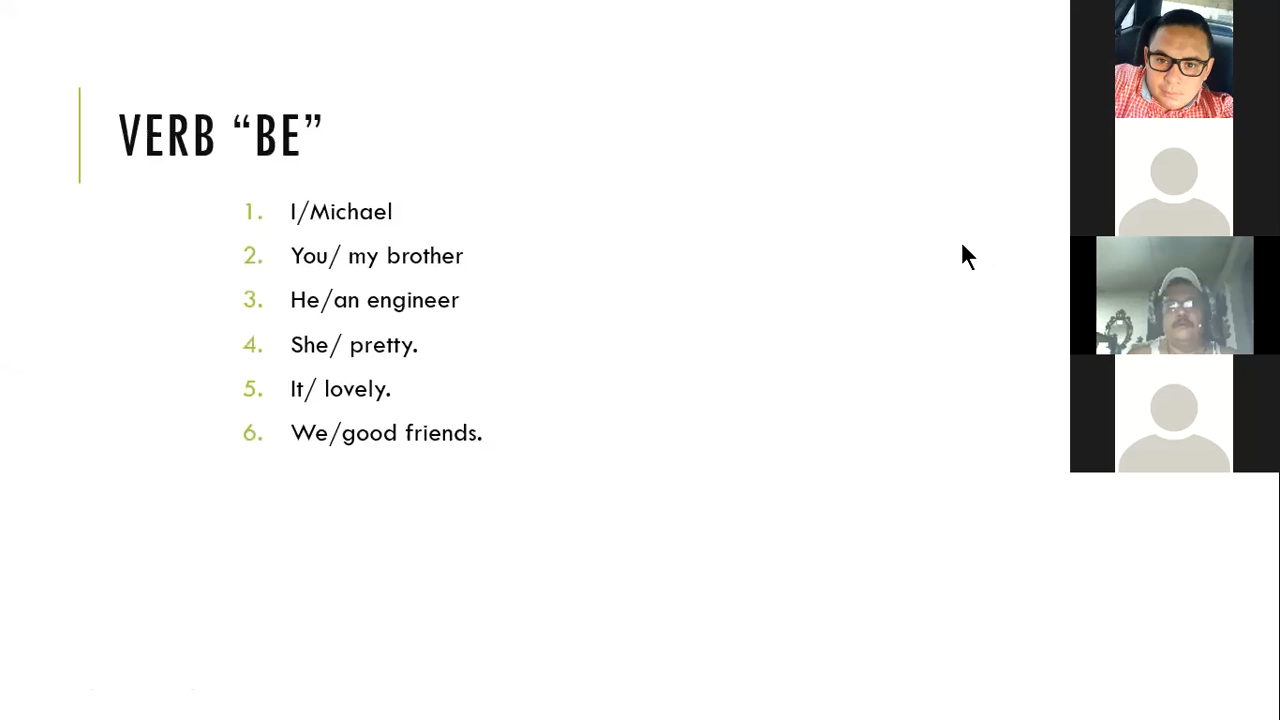 VERB “BE”
1. I/Michael
2. You/ my brother
3. He/an engineer
4. She/ pretty.
5. It/ lovely.
6. We/good friends.